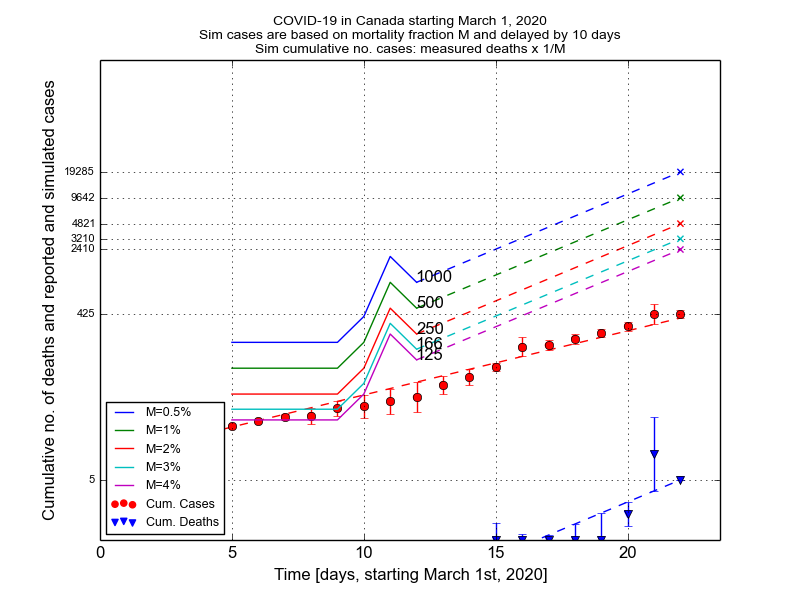 COVID-19 in Canada starting March 1, 2020
Sim cases are based on mortality fraction M and delayed by 10 days
Sim cumulative no. cases: measured deaths x 1/M
Cumulative no. of deaths and reported and simulated cases
19285
9642
4821
3210
2410
425
5
1000
500
250
166
125
M=0.5%
M=1%
M=2%
M=3%
M=4%
Cum. Cases
Cum. Deaths
0 5 10 15 20
Time [days, starting March 1st, 2020]